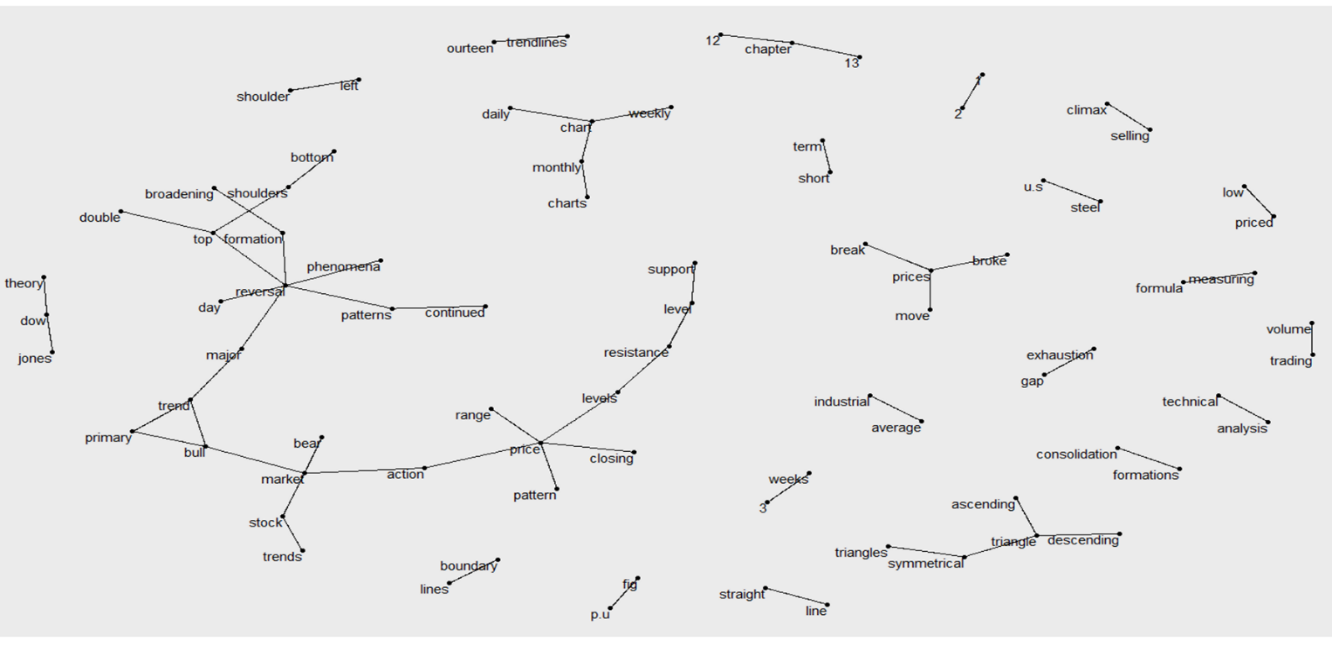 ourteen trendlines
12
chapter
13
shoulder left
1
2
daily
chart
weekly
monthly
charts
climax
selling
term
short
bottom
broadening shoulders
double
top formation
u.s
steel
low
priced
phenomena
reversal
day
patterns continued
theory
dow
jones
support
level
resistance
levels
break
prices
broke
move
formula measuring
volume
trading
major
trend
primary
bull
bear
market
action
stock
trends
range
price
closing
pattern
exhaustion
gap
industrial
average
technical
analysis
consolidation
formations
weeks
3
ascending
triangle descending
triangles
symmetrical
boundary
lines
fig
p.u
straight
line